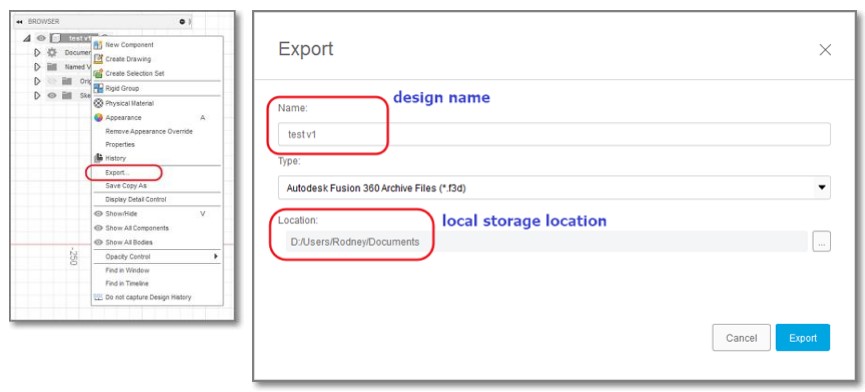 BROWSER
test v1
Documen
Named V
Orig
Ske
New Component
Create Drawing
Create Selection Set
Rigid Group
Physical Material
Appearance A
Remove Appearance Override
Properties
History
Export...
Save Copy As
Display Detail Control
Show/Hide V
Show All Components
Show All Bodies
Opacity Control
Find in Window
Find in Timeline
Do not capture Design History
-250
Export
design name
Name:
test v1
Type:
Autodesk Fusion 360 Archive Files (*.f3d)
Location:
local storage location
D:/Users/Rodney/Documents
...
Cancel
Export